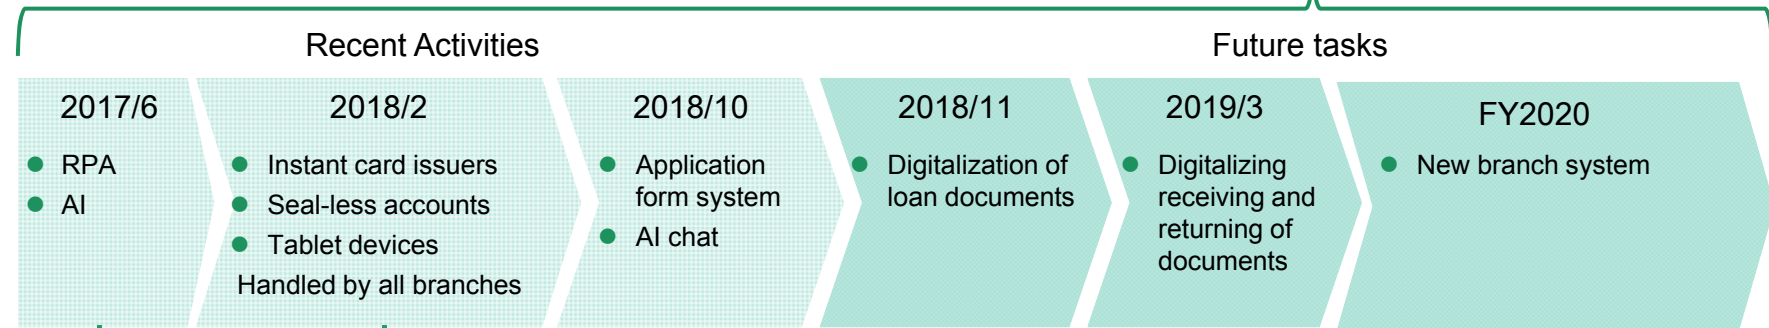 Recent Activities
Future tasks
2017/6
RPA
AI
2018/2
Instant card issuers
Seal-less accounts
Tablet devices
Handled by all branches
2018/10
Application
form system
AI chat
2018/11
Digitalization of
loan documents
2019/3
Digitalizing
receiving and
returning of
documents
FY2020
New branch system